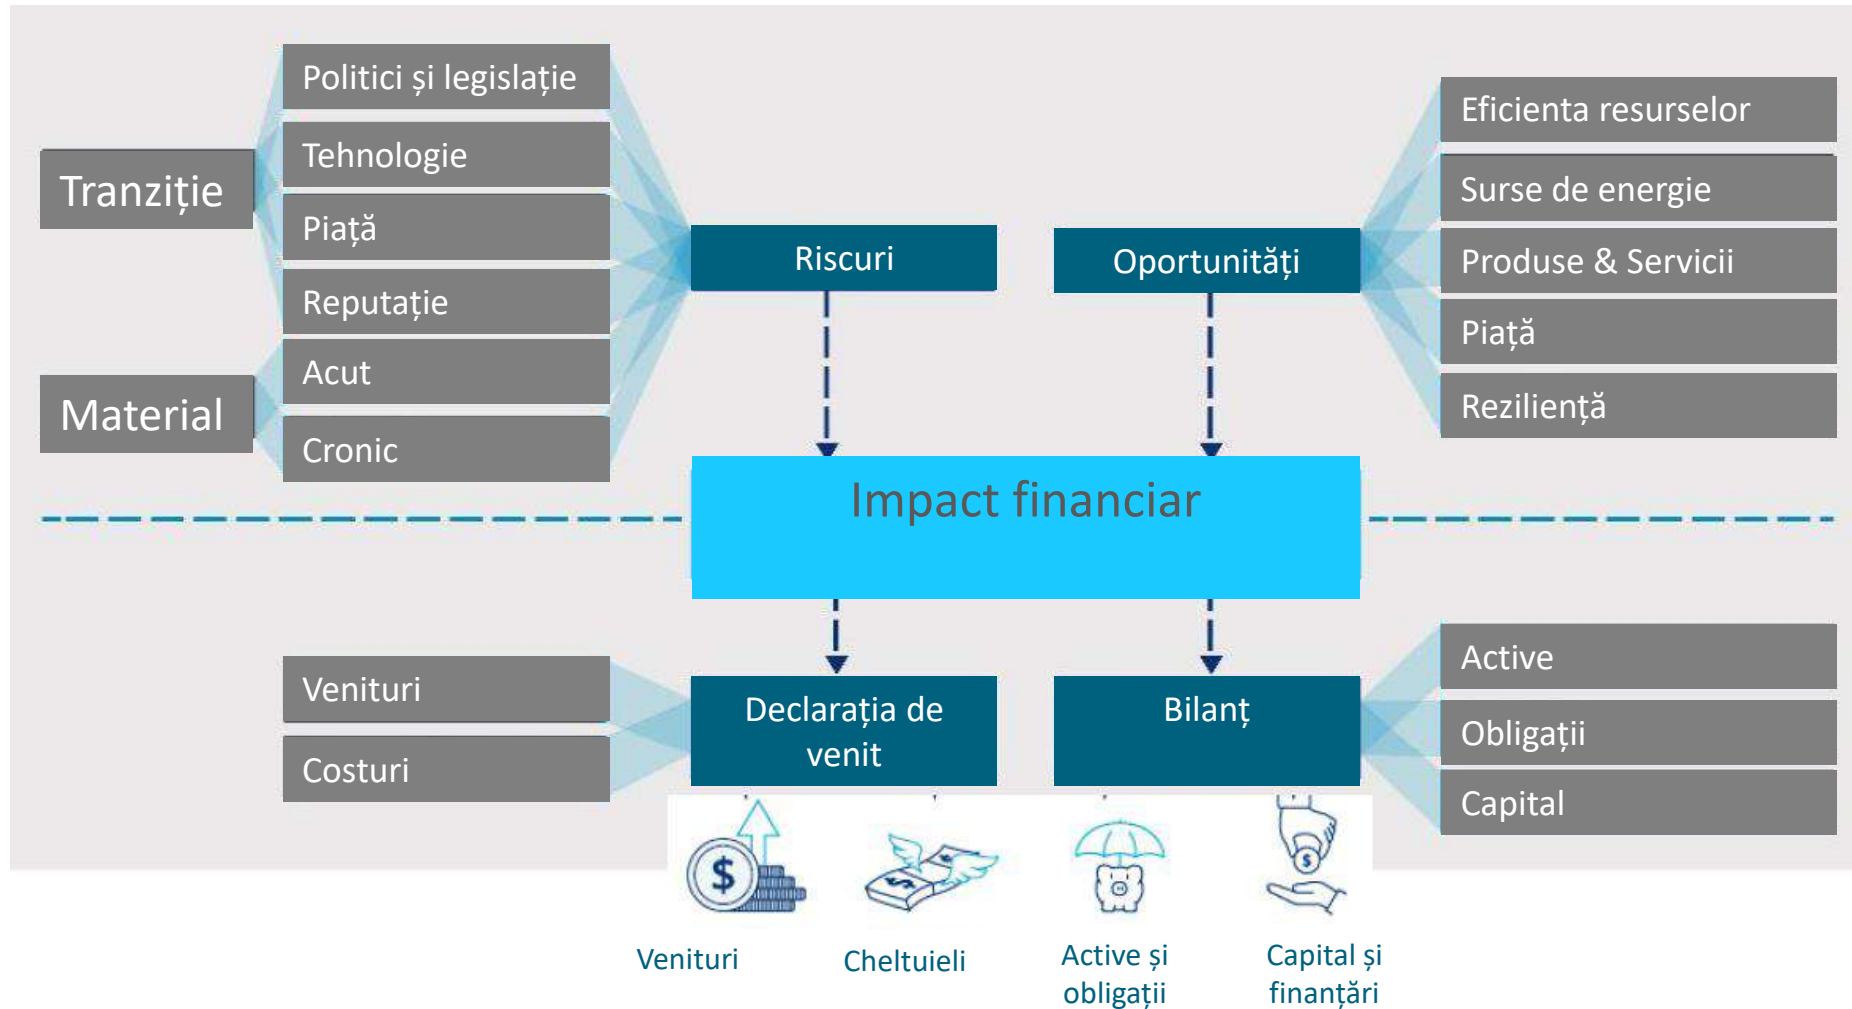 Politici și legislație
Tehnologie
Piață
Reputație
Acut
Cronic
Tranziție
Material
Riscuri
Oportunități
Eficienta resurselor
Surse de energie
Produse & Servicii
Piață
Reziliență
Impact financiar
Venituri
Costuri
Declarația de
venit
Bilanț
Active
Obligații
Capital
$
$
$
Venituri
Cheltuieli
Active și
obligații
Capital și
finanțări